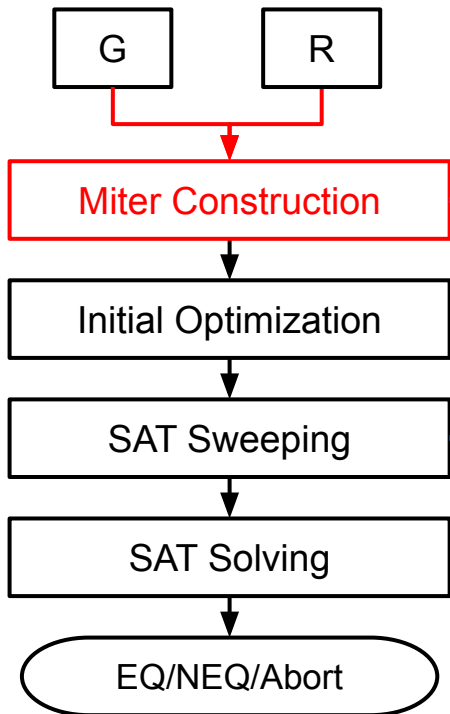 G R
Miter Construction
Initial Optimization
SAT Sweeping
SAT Solving
EQ/NEQ/Abort